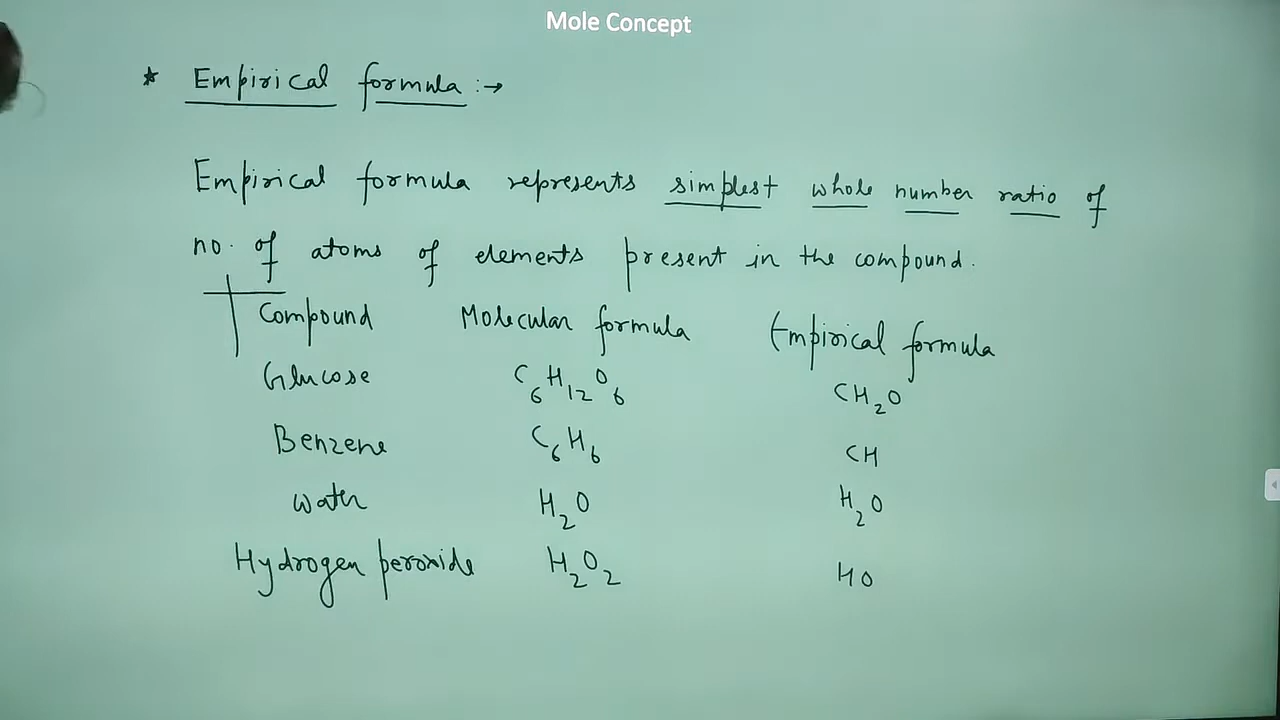 Mole Concept
* Empirical formula :→
Empirical formula represents simplest whole number ratio of
no. of atoms of elements present in the compound.
Compound Molecular formula Empirical formula
Glucose C₆H₁₂O₆ CH₂O
Benzene C₆H₆ CH
Water H₂O H₂O
Hydrogen peroxide H₂O₂ HO